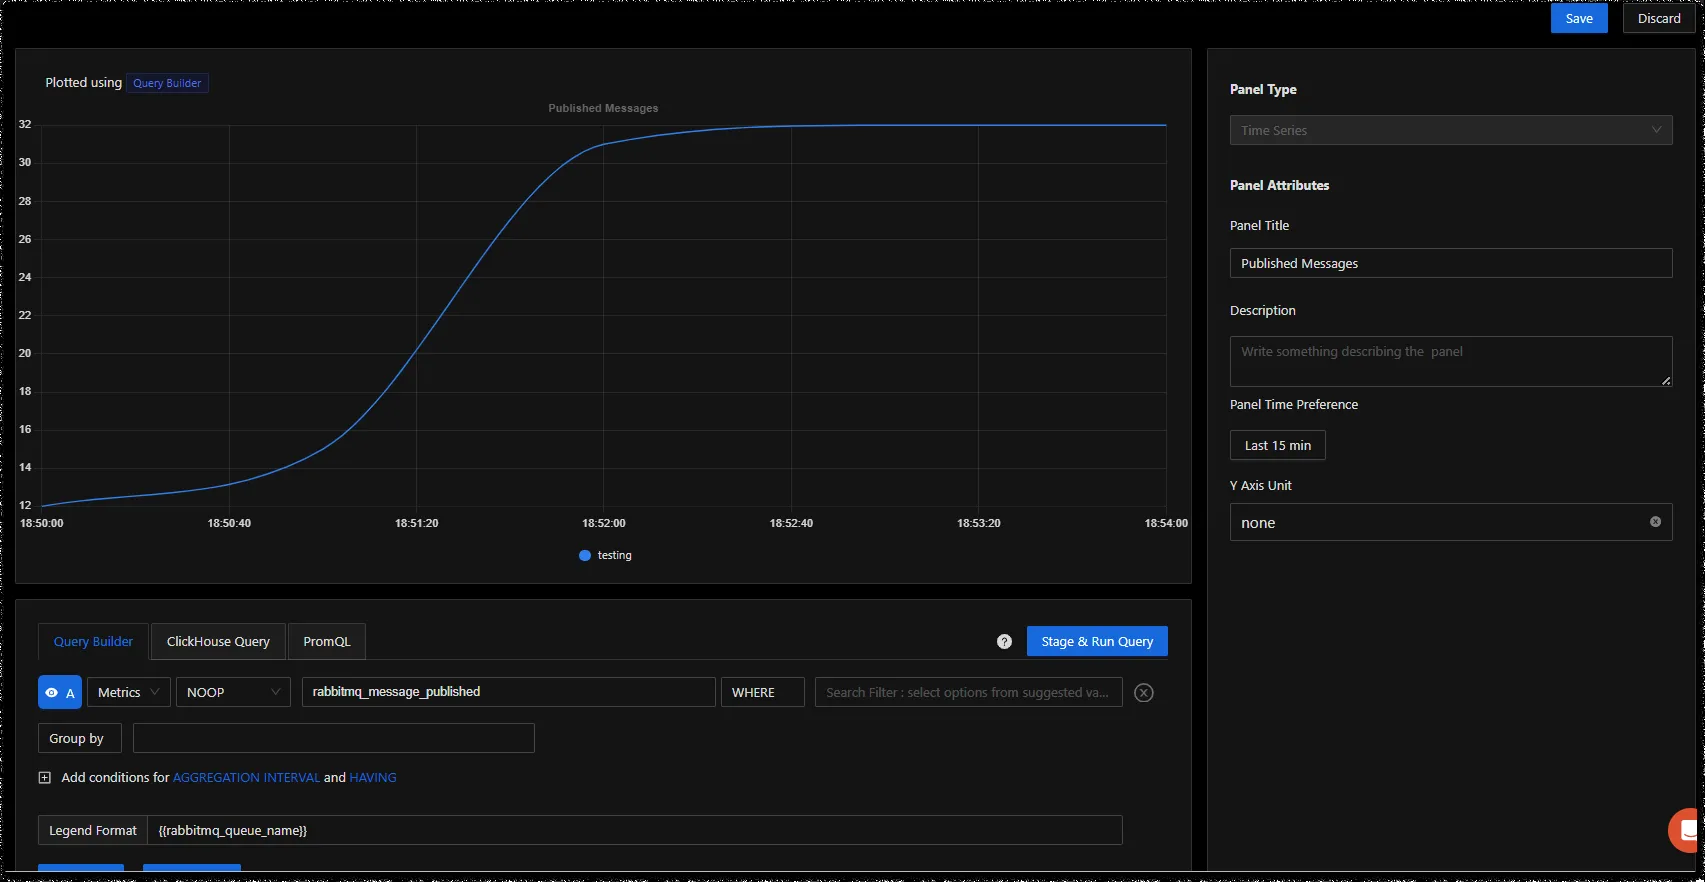 Save Discard
Plotted using Query Builder
Published Messages
32
30
28
26
24
22
20
18
16
14
12
18:50:00 18:50:40 18:51:20 18:52:00 18:52:40 18:53:20 18:54:00
testing
Panel Type
Time Series
Panel Attributes
Panel Title
Published Messages
Description
Write something describing the panel
Panel Time Preference
Last 15 min
Y Axis Unit
none
Query Builder ClickHouse Query PromQL ? Stage & Run Query
A Metrics NOOP rabbitmq_message_published WHERE Search Filter : select options from suggested va...
Group by
Add conditions for AGGREGATION INTERVAL and HAVING
Legend Format {{rabbitmq_queue_name}}